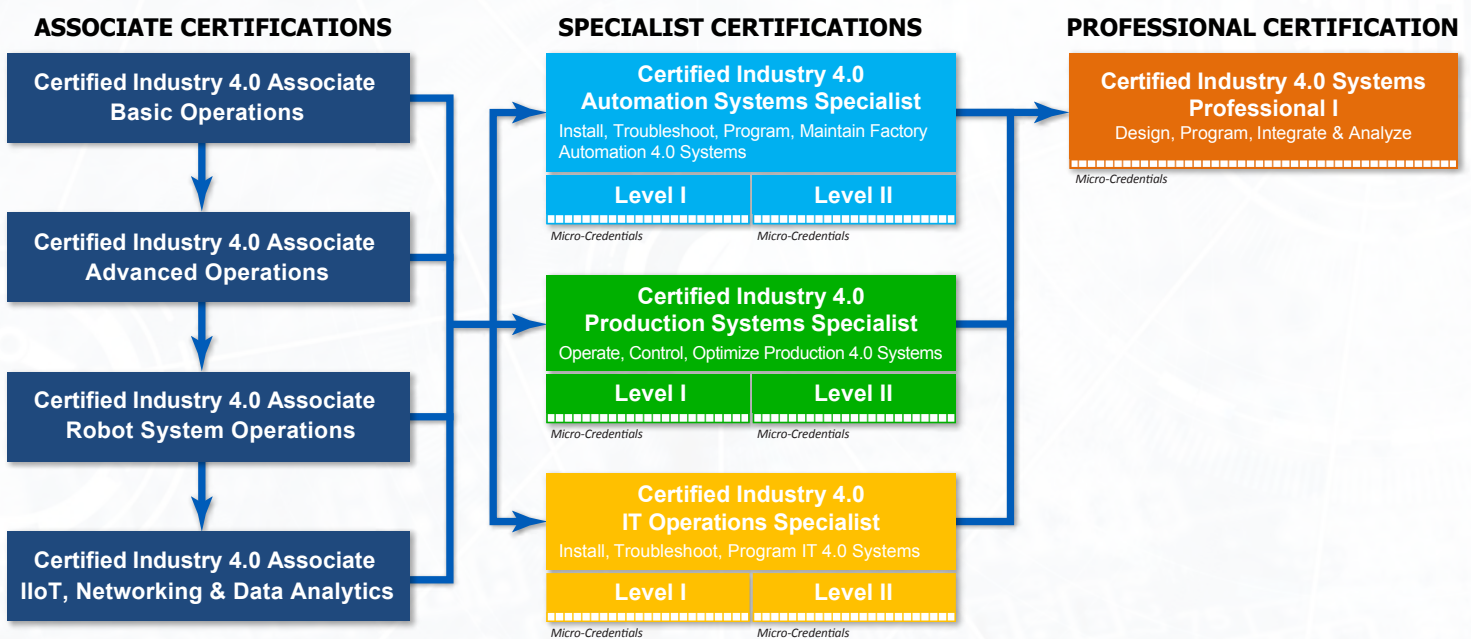 ASSOCIATE CERTIFICATIONS
Certified Industry 4.0 Associate
Basic Operations
Certified Industry 4.0 Associate
Advanced Operations
Certified Industry 4.0 Associate
Robot System Operations
Certified Industry 4.0 Associate
IIoT, Networking & Data Analytics
SPECIALIST CERTIFICATIONS
Certified Industry 4.0
Automation Systems Specialist
Install, Troubleshoot, Program, Maintain Factory
Automation 4.0 Systems
Level I
Level II
Micro-Credentials
Micro-Credentials
Certified Industry 4.0
Production Systems Specialist
Operate, Control, Optimize Production 4.0 Systems
Level I
Level II
Micro-Credentials
Micro-Credentials
Certified Industry 4.0
IT Operations Specialist
Install, Troubleshoot, Program IT 4.0 Systems
Level I
Level II
Micro-Credentials
Micro-Credentials
PROFESSIONAL CERTIFICATION
Certified Industry 4.0 Systems
Professional I
Design, Program, Integrate & Analyze
Micro-Credentials